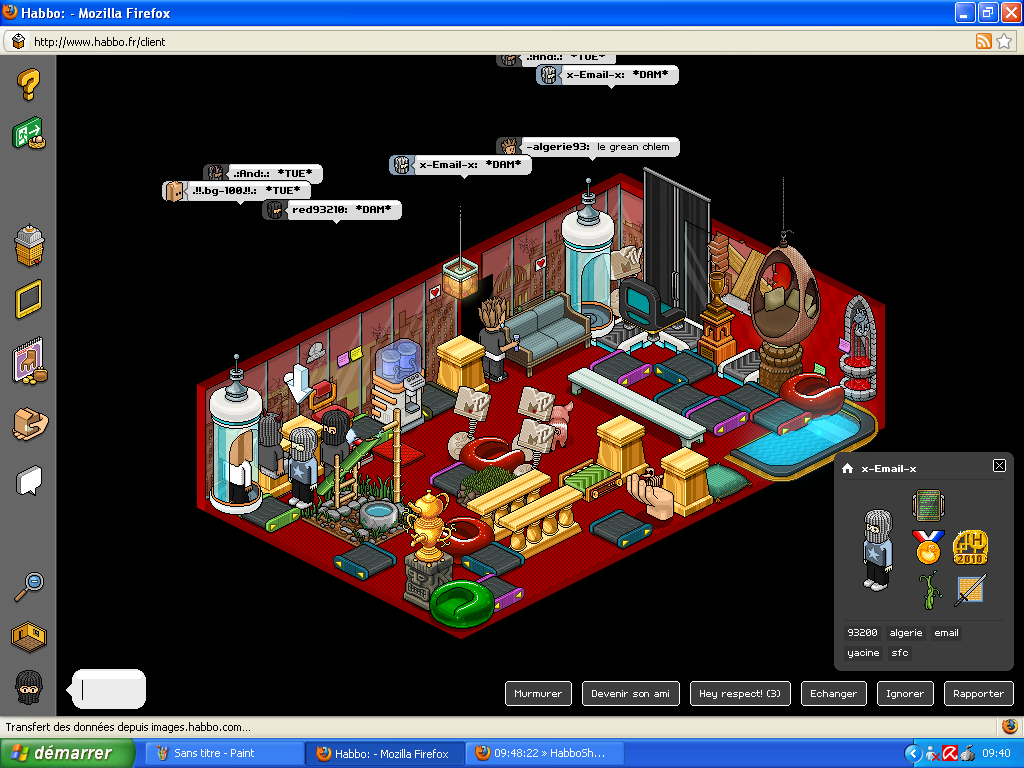 Habbo: - Mozilla Firefox
http://www.habbo.fr/client
.:And:.: *TUE*
x-Email-x: *DAM*
-algerie93: le grean chlem
x-Email-x: *DAM*
.:And:.: *TUE*
.!!.bg-100.!!.: *TUE*
red93210: *DAM*
x-Email-x
2010
93200 algerie email
yacine sfc
Murmurer Devenir son ami Hey respect! (3) Echanger Ignorer Rapporter
Transfert des données depuis images.habbo.com...
démarrer Sans titre - Paint Habbo: - Mozilla Firefox 09:48:22 » HabboSh... 09:40